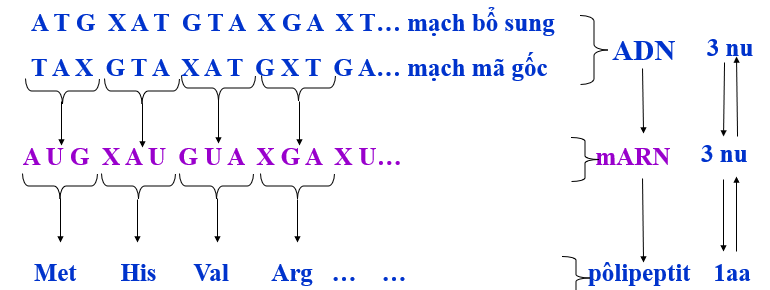 A T G X A T G T A X G A X T... mạch bổ sung
T A X G T A X A T G X T G A... mạch mã gốc
ADN 3 nu
A U G X A U G U A X G A X U...
mARN 3 nu
Met His Val Arg ... ...
pôlipeptit 1aa